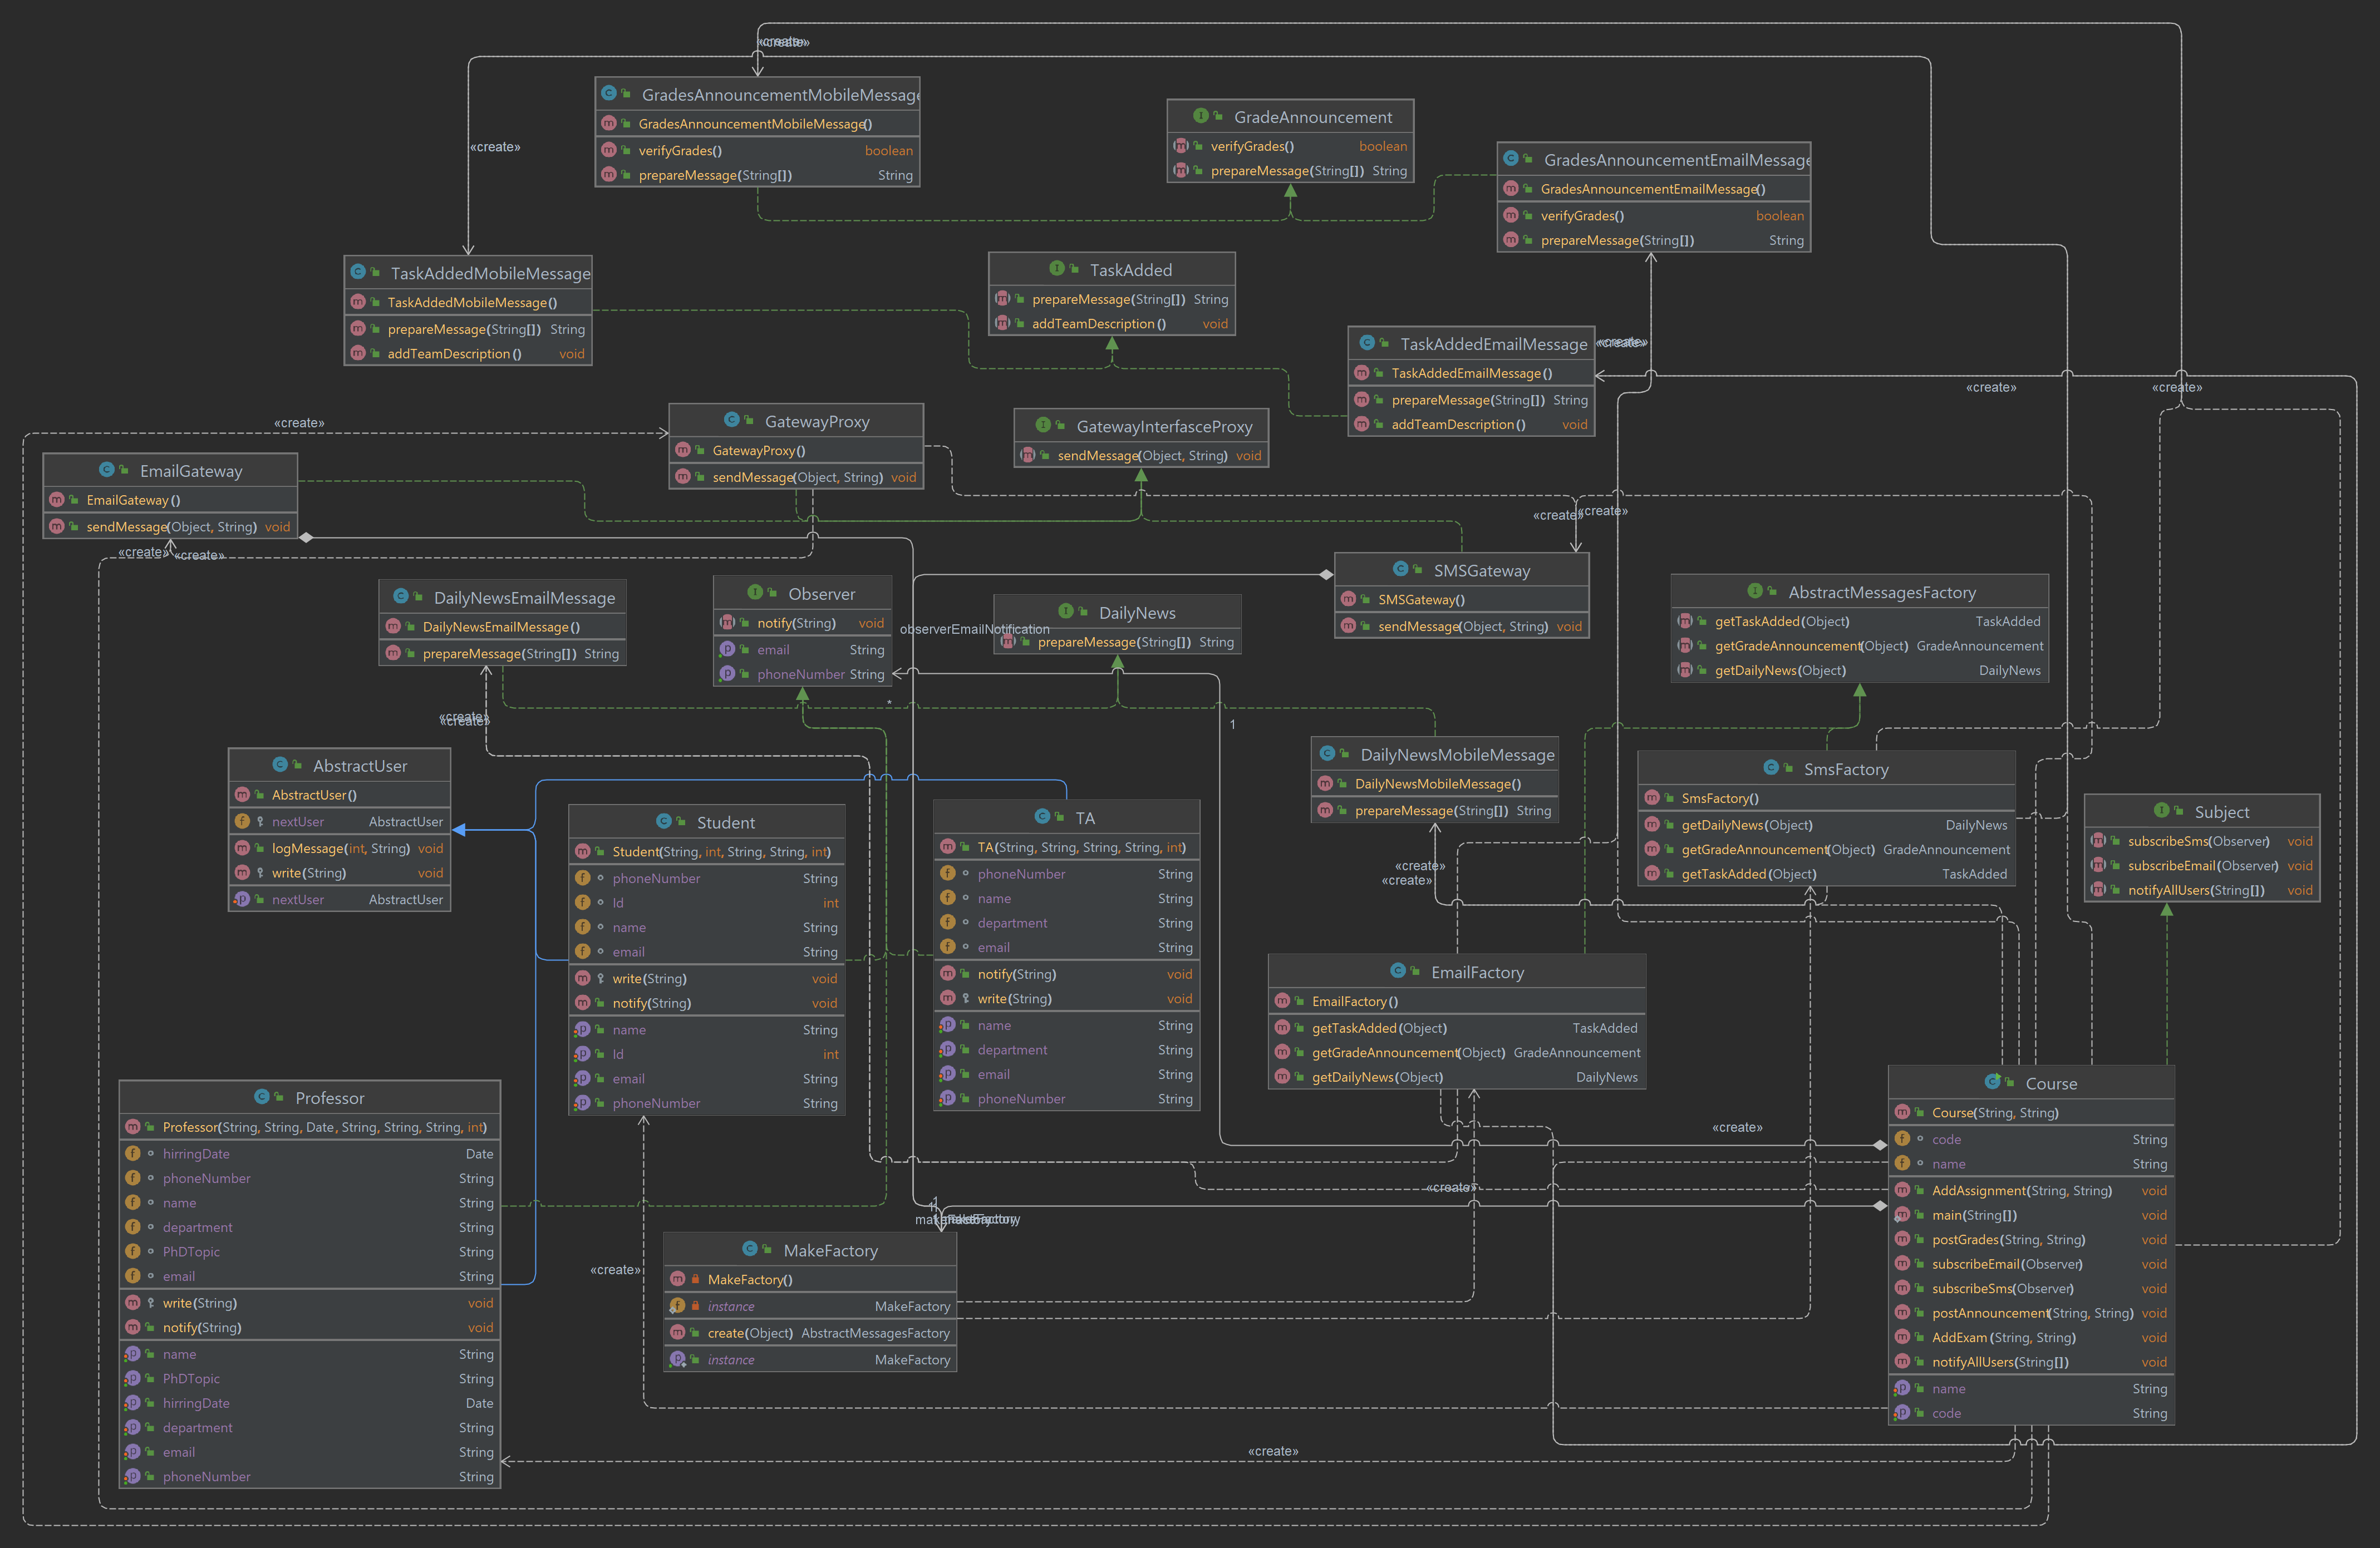 «create»
«create»
GradesAnnouncementMobileMessage
GradesAnnouncementMobileMessage()
verifyGrades() boolean
prepareMessage(String[]) String
GradeAnnouncement
verifyGrades() boolean
prepareMessage(String[]) String
GradesAnnouncementEmailMessage
GradesAnnouncementEmailMessage()
verifyGrades() boolean
prepareMessage(String[]) String
«create»
TaskAddedMobileMessage
TaskAddedMobileMessage()
prepareMessage(String[]) String
addTeamDescription() void
TaskAdded
prepareMessage(String[]) String
addTeamDescription() void
TaskAddedEmailMessage
TaskAddedEmailMessage()
prepareMessage(String[]) String
addTeamDescription() void
«create»
«create»
«create»
«create»
«create»
GatewayProxy
GatewayProxy()
sendMessage(Object, String) void
GatewayInterfasceProxy
sendMessage(Object, String) void
EmailGateway
EmailGateway()
sendMessage(Object, String) void
«create»
«create»
«create»
«create»
SMSGateway
SMSGateway()
sendMessage(Object, String) void
DailyNewsEmailMessage
DailyNewsEmailMessage()
prepareMessage(String[]) String
Observer
notify(String) void
email String
phoneNumber String
observerEmailNotification
*
DailyNews
prepareMessage(String[]) String
AbstractMessagesFactory
getTaskAdded(Object) TaskAdded
getGradeAnnouncement(Object) GradeAnnouncement
getDailyNews(Object) DailyNews
«create»
«create»
1
AbstractUser
AbstractUser()
nextUser AbstractUser
logMessage(int, String) void
write(String) void
nextUser AbstractUser
Student
Student(String, int, String, String, int)
phoneNumber String
Id int
name String
email String
write(String) void
notify(String) void
name String
Id int
email String
phoneNumber String
TA
TA(String, String, String, String, int)
phoneNumber String
name String
department String
email String
notify(String) void
write(String) void
name String
department String
email String
phoneNumber String
DailyNewsMobileMessage
DailyNewsMobileMessage()
prepareMessage(String[]) String
«create»
«create»
SmsFactory
SmsFactory()
getDailyNews(Object) DailyNews
getGradeAnnouncement(Object) GradeAnnouncement
getTaskAdded(Object) TaskAdded
Subject
subscribeSms(Observer) void
subscribeEmail(Observer) void
notifyAllUsers(String[]) void
EmailFactory
EmailFactory()
getTaskAdded(Object) TaskAdded
getGradeAnnouncement(Object) GradeAnnouncement
getDailyNews(Object) DailyNews
Professor
Professor(String, String, Date, String, String, String, int)
hirringDate Date
phoneNumber String
name String
department String
PhDTopic String
email String
write(String) void
notify(String) void
name String
PhDTopic String
hirringDate Date
department String
email String
phoneNumber String
«create»
«create»
«create»
1
makeFactory
MakeFactory
MakeFactory()
instance MakeFactory
create(Object) AbstractMessagesFactory
instance MakeFactory
Course
Course(String, String)
code String
name String
AddAssignment(String, String) void
main(String[]) void
postGrades(String, String) void
subscribeEmail(Observer) void
subscribeSms(Observer) void
postAnnouncement(String, String) void
AddExam(String, String) void
notifyAllUsers(String[]) void
name String
code String
«create»